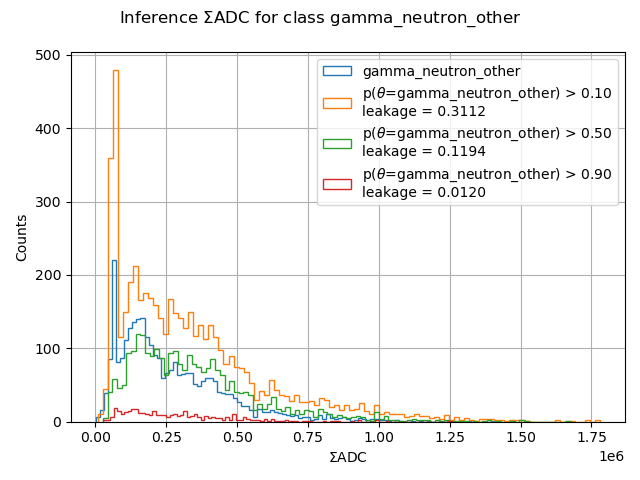 Inference ΣADC for class gamma_neutron_other
500
400
300
200
100
0
Counts
gamma_neutron_other
p(θ=gamma_neutron_other) > 0.10
leakage = 0.3112
p(θ=gamma_neutron_other) > 0.50
leakage = 0.1194
p(θ=gamma_neutron_other) > 0.90
leakage = 0.0120
0.00 0.25 0.50 0.75 1.00 1.25 1.50 1.75
1e6
ΣADC